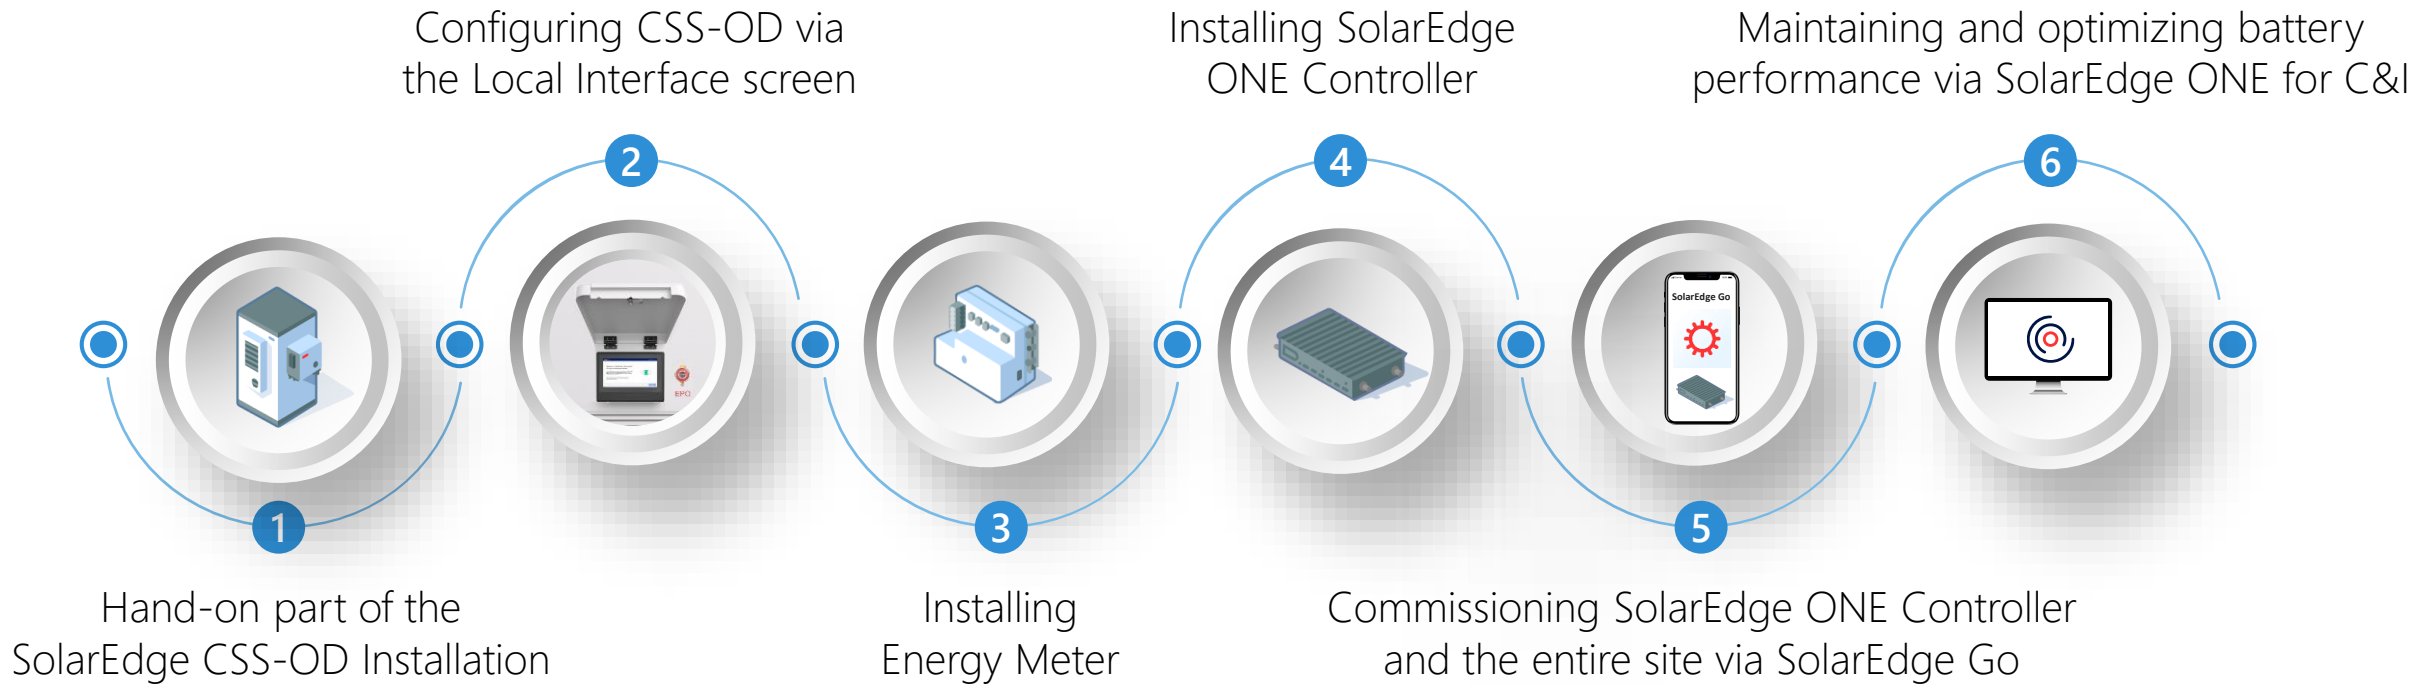 Configuring CSS-OD via
the Local Interface screen
Installing SolarEdge
ONE Controller
Maintaining and optimizing battery
performance via SolarEdge ONE for C&I
2
4
6
SolarEdge Go
EPO
1
3
5
Hand-on part of the
SolarEdge CSS-OD Installation
Installing
Energy Meter
Commissioning SolarEdge ONE Controller
and the entire site via SolarEdge Go